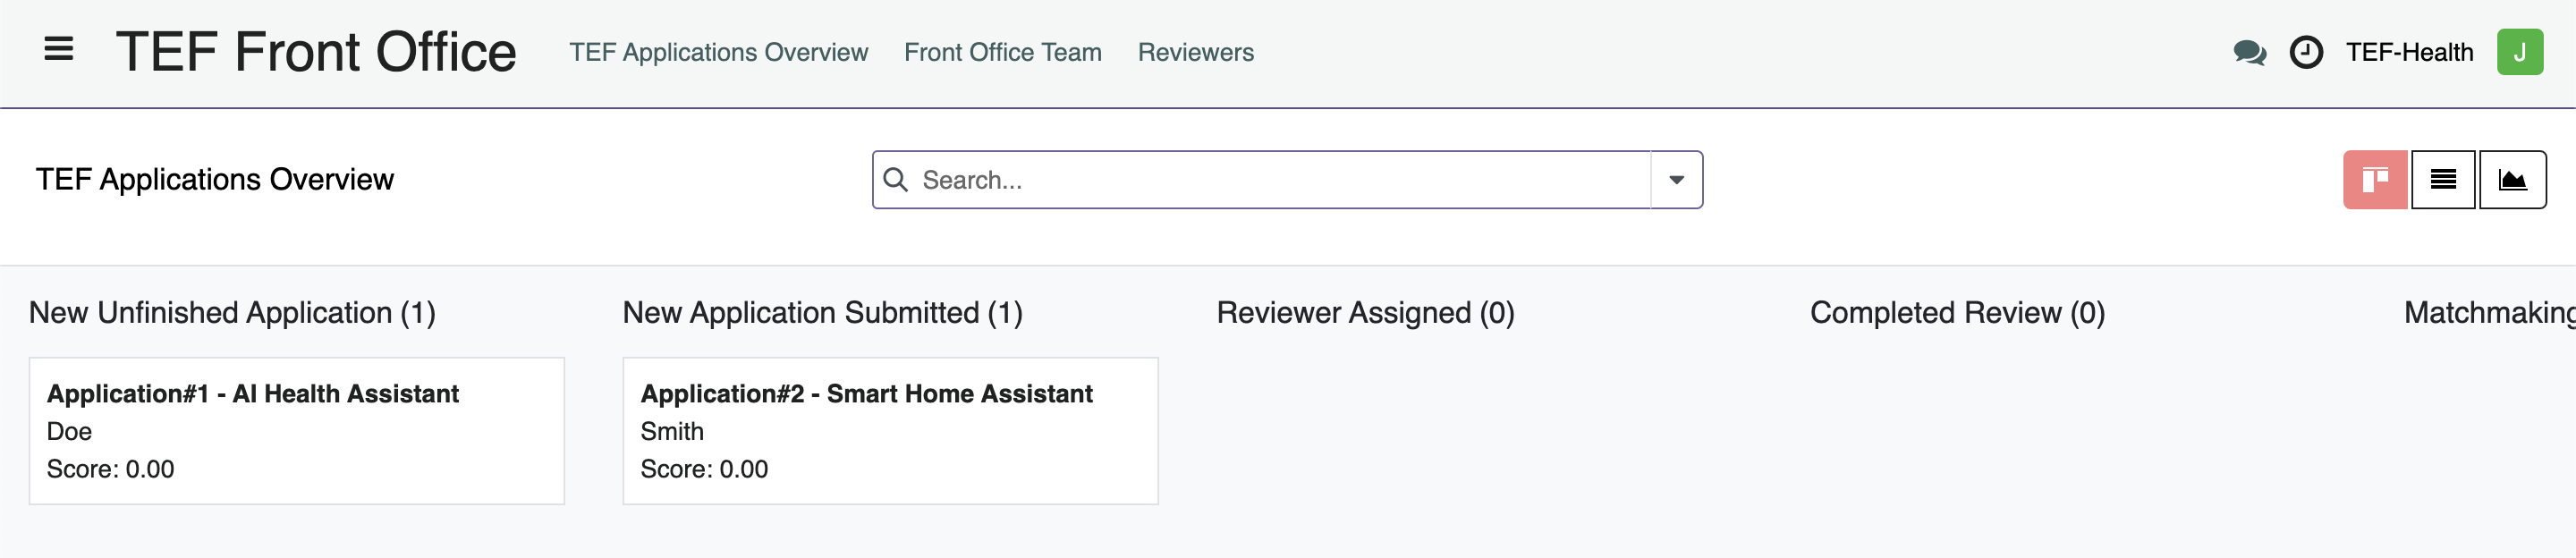 TEF Front Office
TEF Applications Overview
Front Office Team
Reviewers
TEF-Health
J
TEF Applications Overview
Search...
New Unfinished Application (1)
Application#1 - AI Health Assistant
Doe
Score: 0.00
New Application Submitted (1)
Application#2 - Smart Home Assistant
Smith
Score: 0.00
Reviewer Assigned (0)
Completed Review (0)
Matchmaking